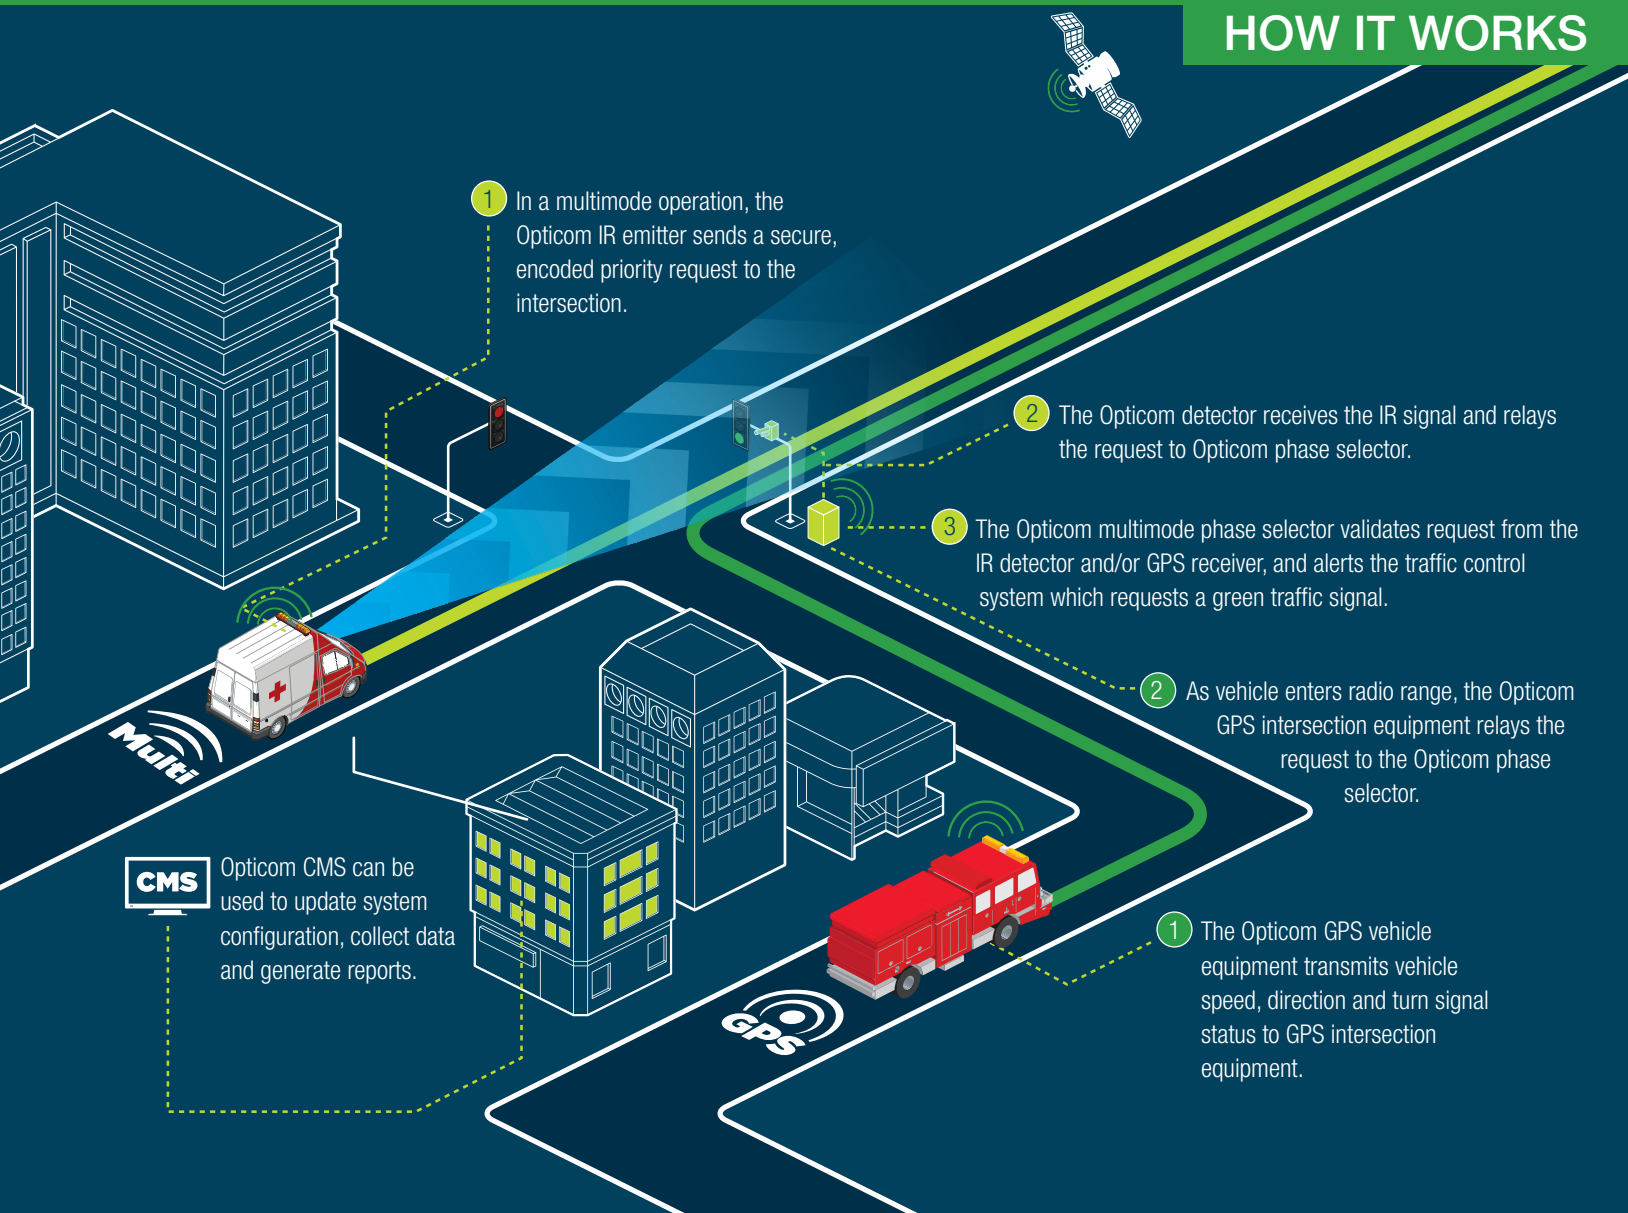 HOW IT WORKS
1
In a multimode operation, the
Opticom IR emitter sends a secure,
encoded priority request to the
intersection.
2
The Opticom detector receives the IR signal and relays
the request to Opticom phase selector.
3
The Opticom multimode phase selector validates request from the
IR detector and/or GPS receiver, and alerts the traffic control
system which requests a green traffic signal.
2
As vehicle enters radio range, the Opticom
GPS intersection equipment relays the
request to the Opticom phase
selector.
Multi
CMS
Opticom CMS can be
used to update system
configuration, collect data
and generate reports.
1
The Opticom GPS vehicle
equipment transmits vehicle
speed, direction and turn signal
status to GPS intersection
equipment.
GPS